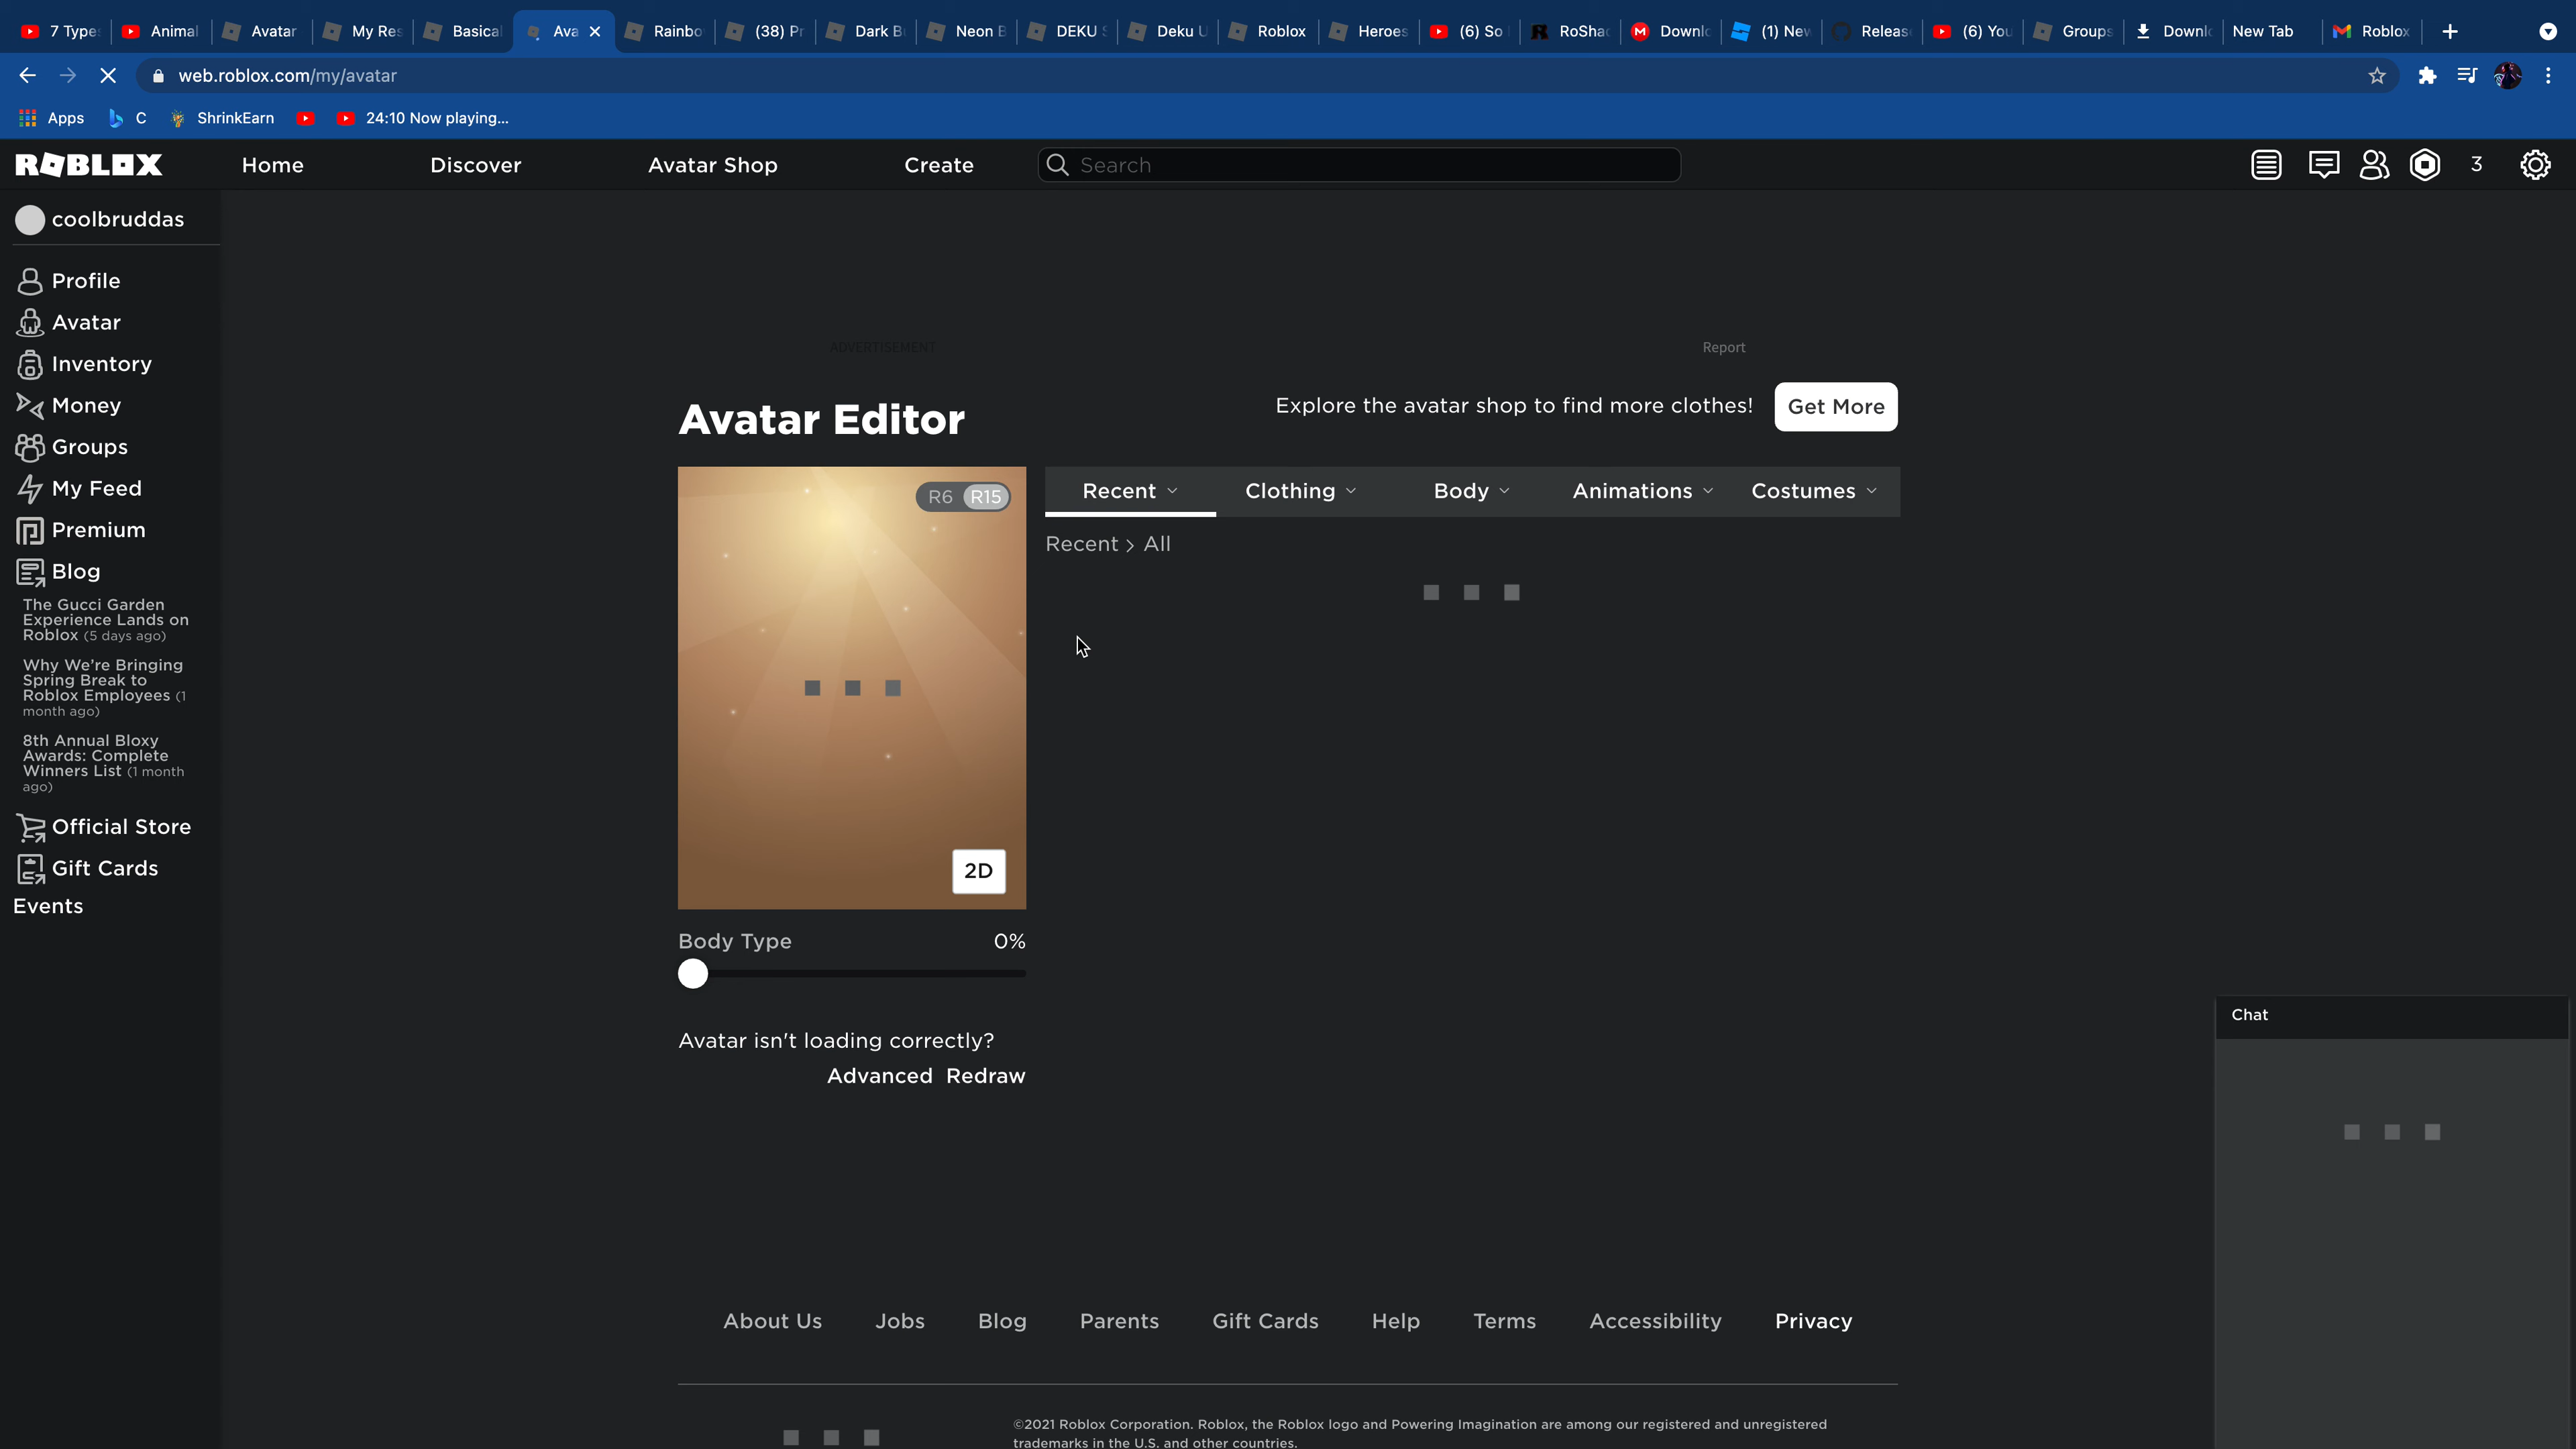 7 Types
Animal
Avatar
My Res
Basical
Ava
Rainbo
(38) Pr
Dark B
Neon B
DEKU S
Deku U
Roblox
Heroes
(6) So
RoShad
Downlo
(1) New
Releas
(6) You
Groups
Downlo
New Tab
Roblox
web.roblox.com/my/avatar
Apps
C
ShrinkEarn
24:10 Now playing...
ROBLOX
Home
Discover
Avatar Shop
Create
Search
3
coolbruddas
Profile
Avatar
Inventory
Money
Groups
My Feed
Premium
Blog
The Gucci Garden
Experience Lands on
Roblox (5 days ago)
Why We're Bringing
Spring Break to
Roblox Employees (1
month ago)
8th Annual Bloxy
Awards: Complete
Winners List (1 month
ago)
Official Store
Gift Cards
Events
ADVERTISEMENT
Report
Avatar Editor
Explore the avatar shop to find more clothes!
Get More
R6 R15
2D
Recent
Clothing
Body
Animations
Costumes
Recent > All
Body Type 0%
Avatar isn't loading correctly?
Advanced Redraw
Chat
About Us
Jobs
Blog
Parents
Gift Cards
Help
Terms
Accessibility
Privacy
©2021 Roblox Corporation. Roblox, the Roblox logo and Powering Imagination are among our registered and unregistered
trademarks in the U.S. and other countries.